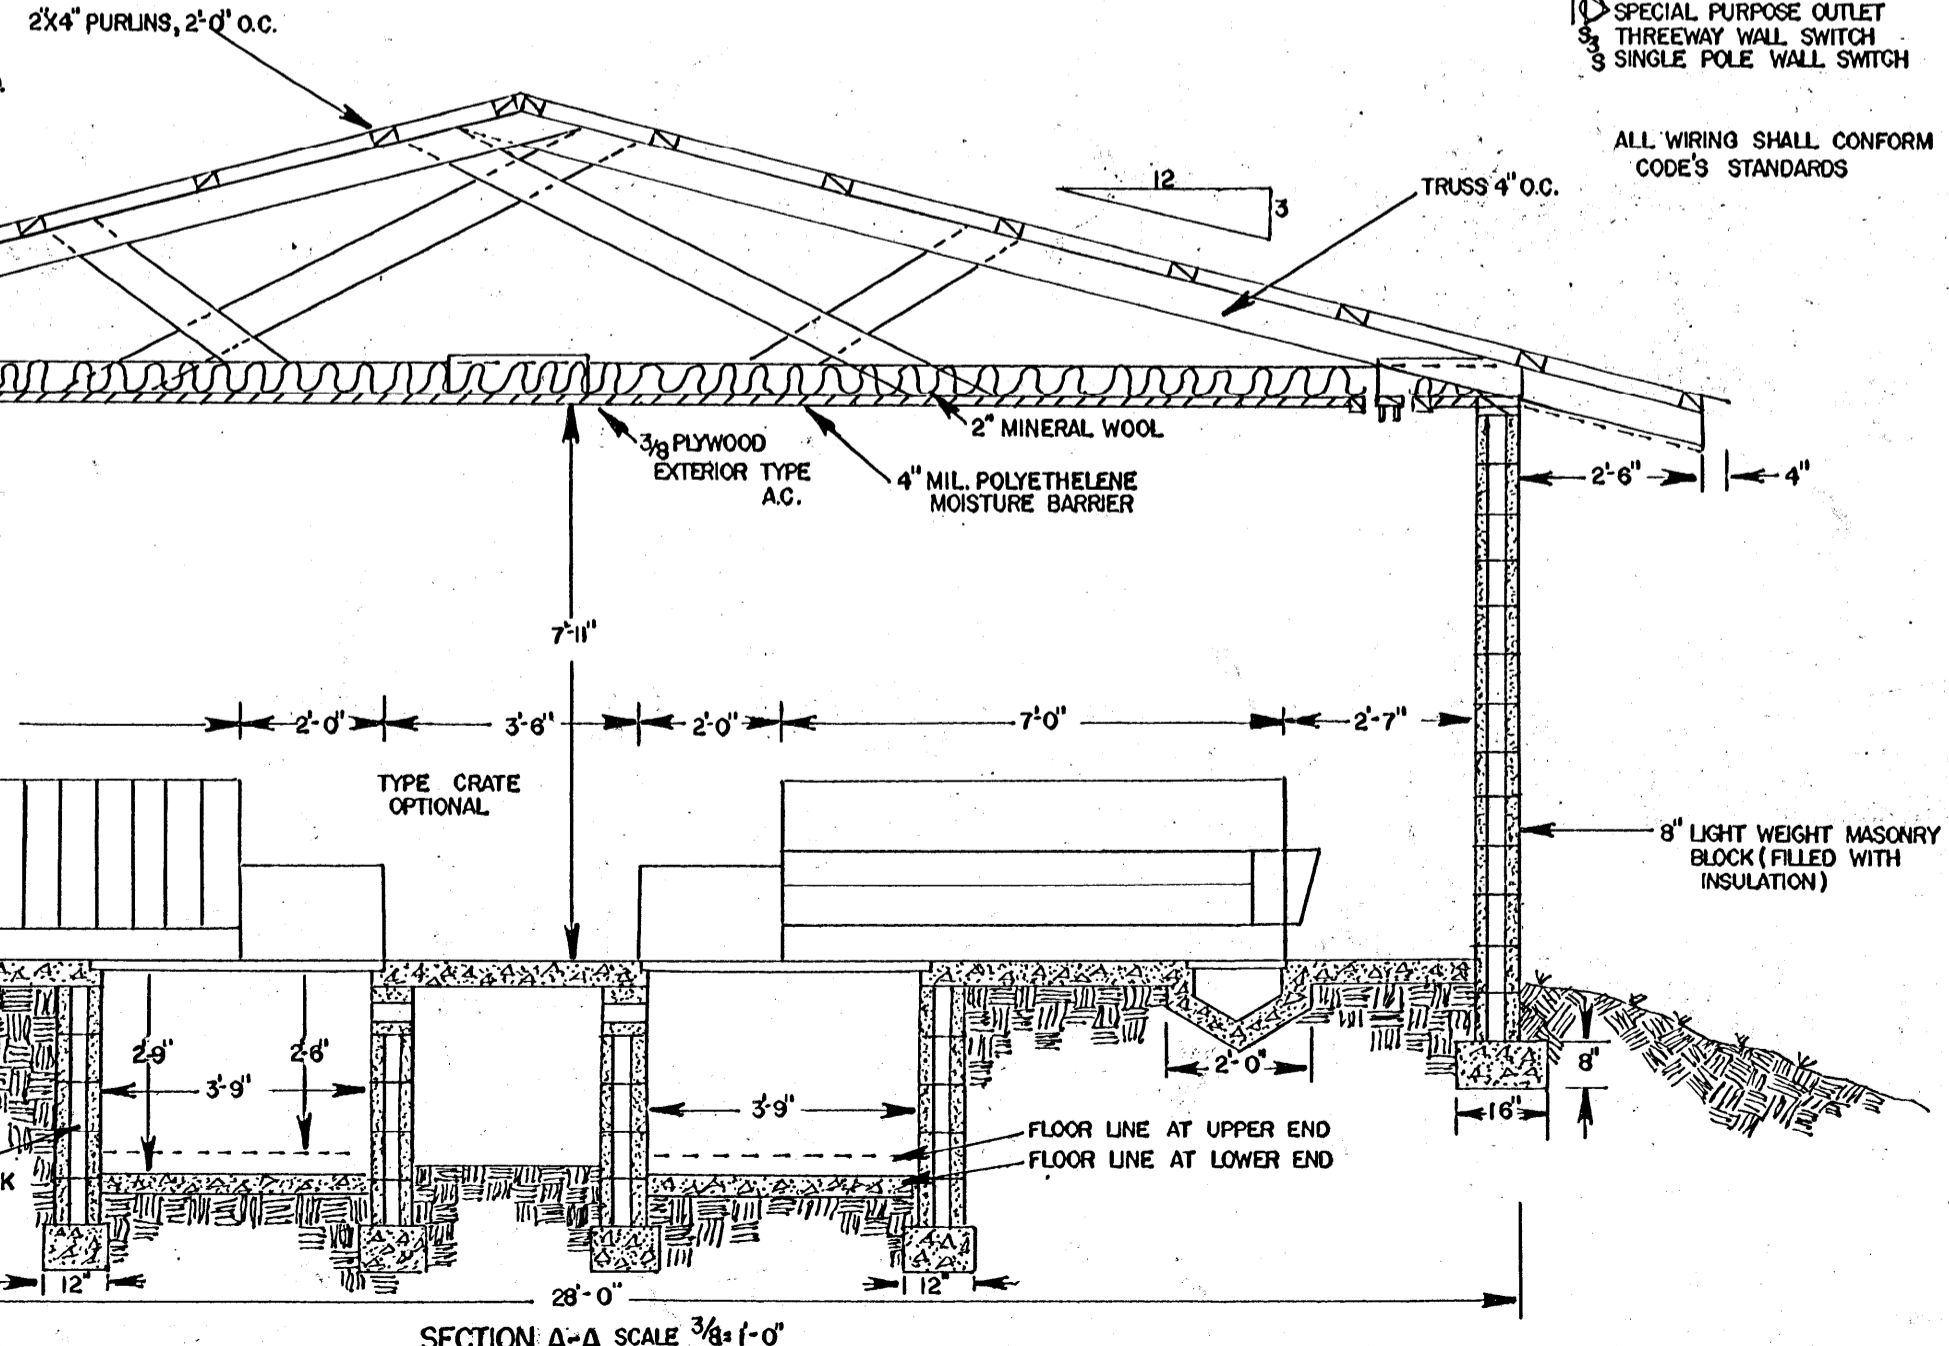 2"X4" PURLINS, 2'-0" O.C.
SPECIAL PURPOSE OUTLET
S3 THREEWAY WALL SWITCH
S SINGLE POLE WALL SWITCH
ALL WIRING SHALL CONFORM
CODE'S STANDARDS
12
3
TRUSS 4" O.C.
2" MINERAL WOOL
3/8 PLYWOOD
EXTERIOR TYPE
A.C.
4" MIL. POLYETHELENE
MOISTURE BARRIER
2'-6"
4"
7'-11"
2'-0"
3'-6"
2'-0"
7'-0"
2'-7"
TYPE CRATE
OPTIONAL
8" LIGHT WEIGHT MASONRY
BLOCK (FILLED WITH
INSULATION)
2'-9"
2'-6"
3'-9"
3'-9"
2'-0"
8"
16"
FLOOR LINE AT UPPER END
FLOOR LINE AT LOWER END
K
12"
12"
28'-0"
SECTION A-A SCALE 3/8=1'-0"